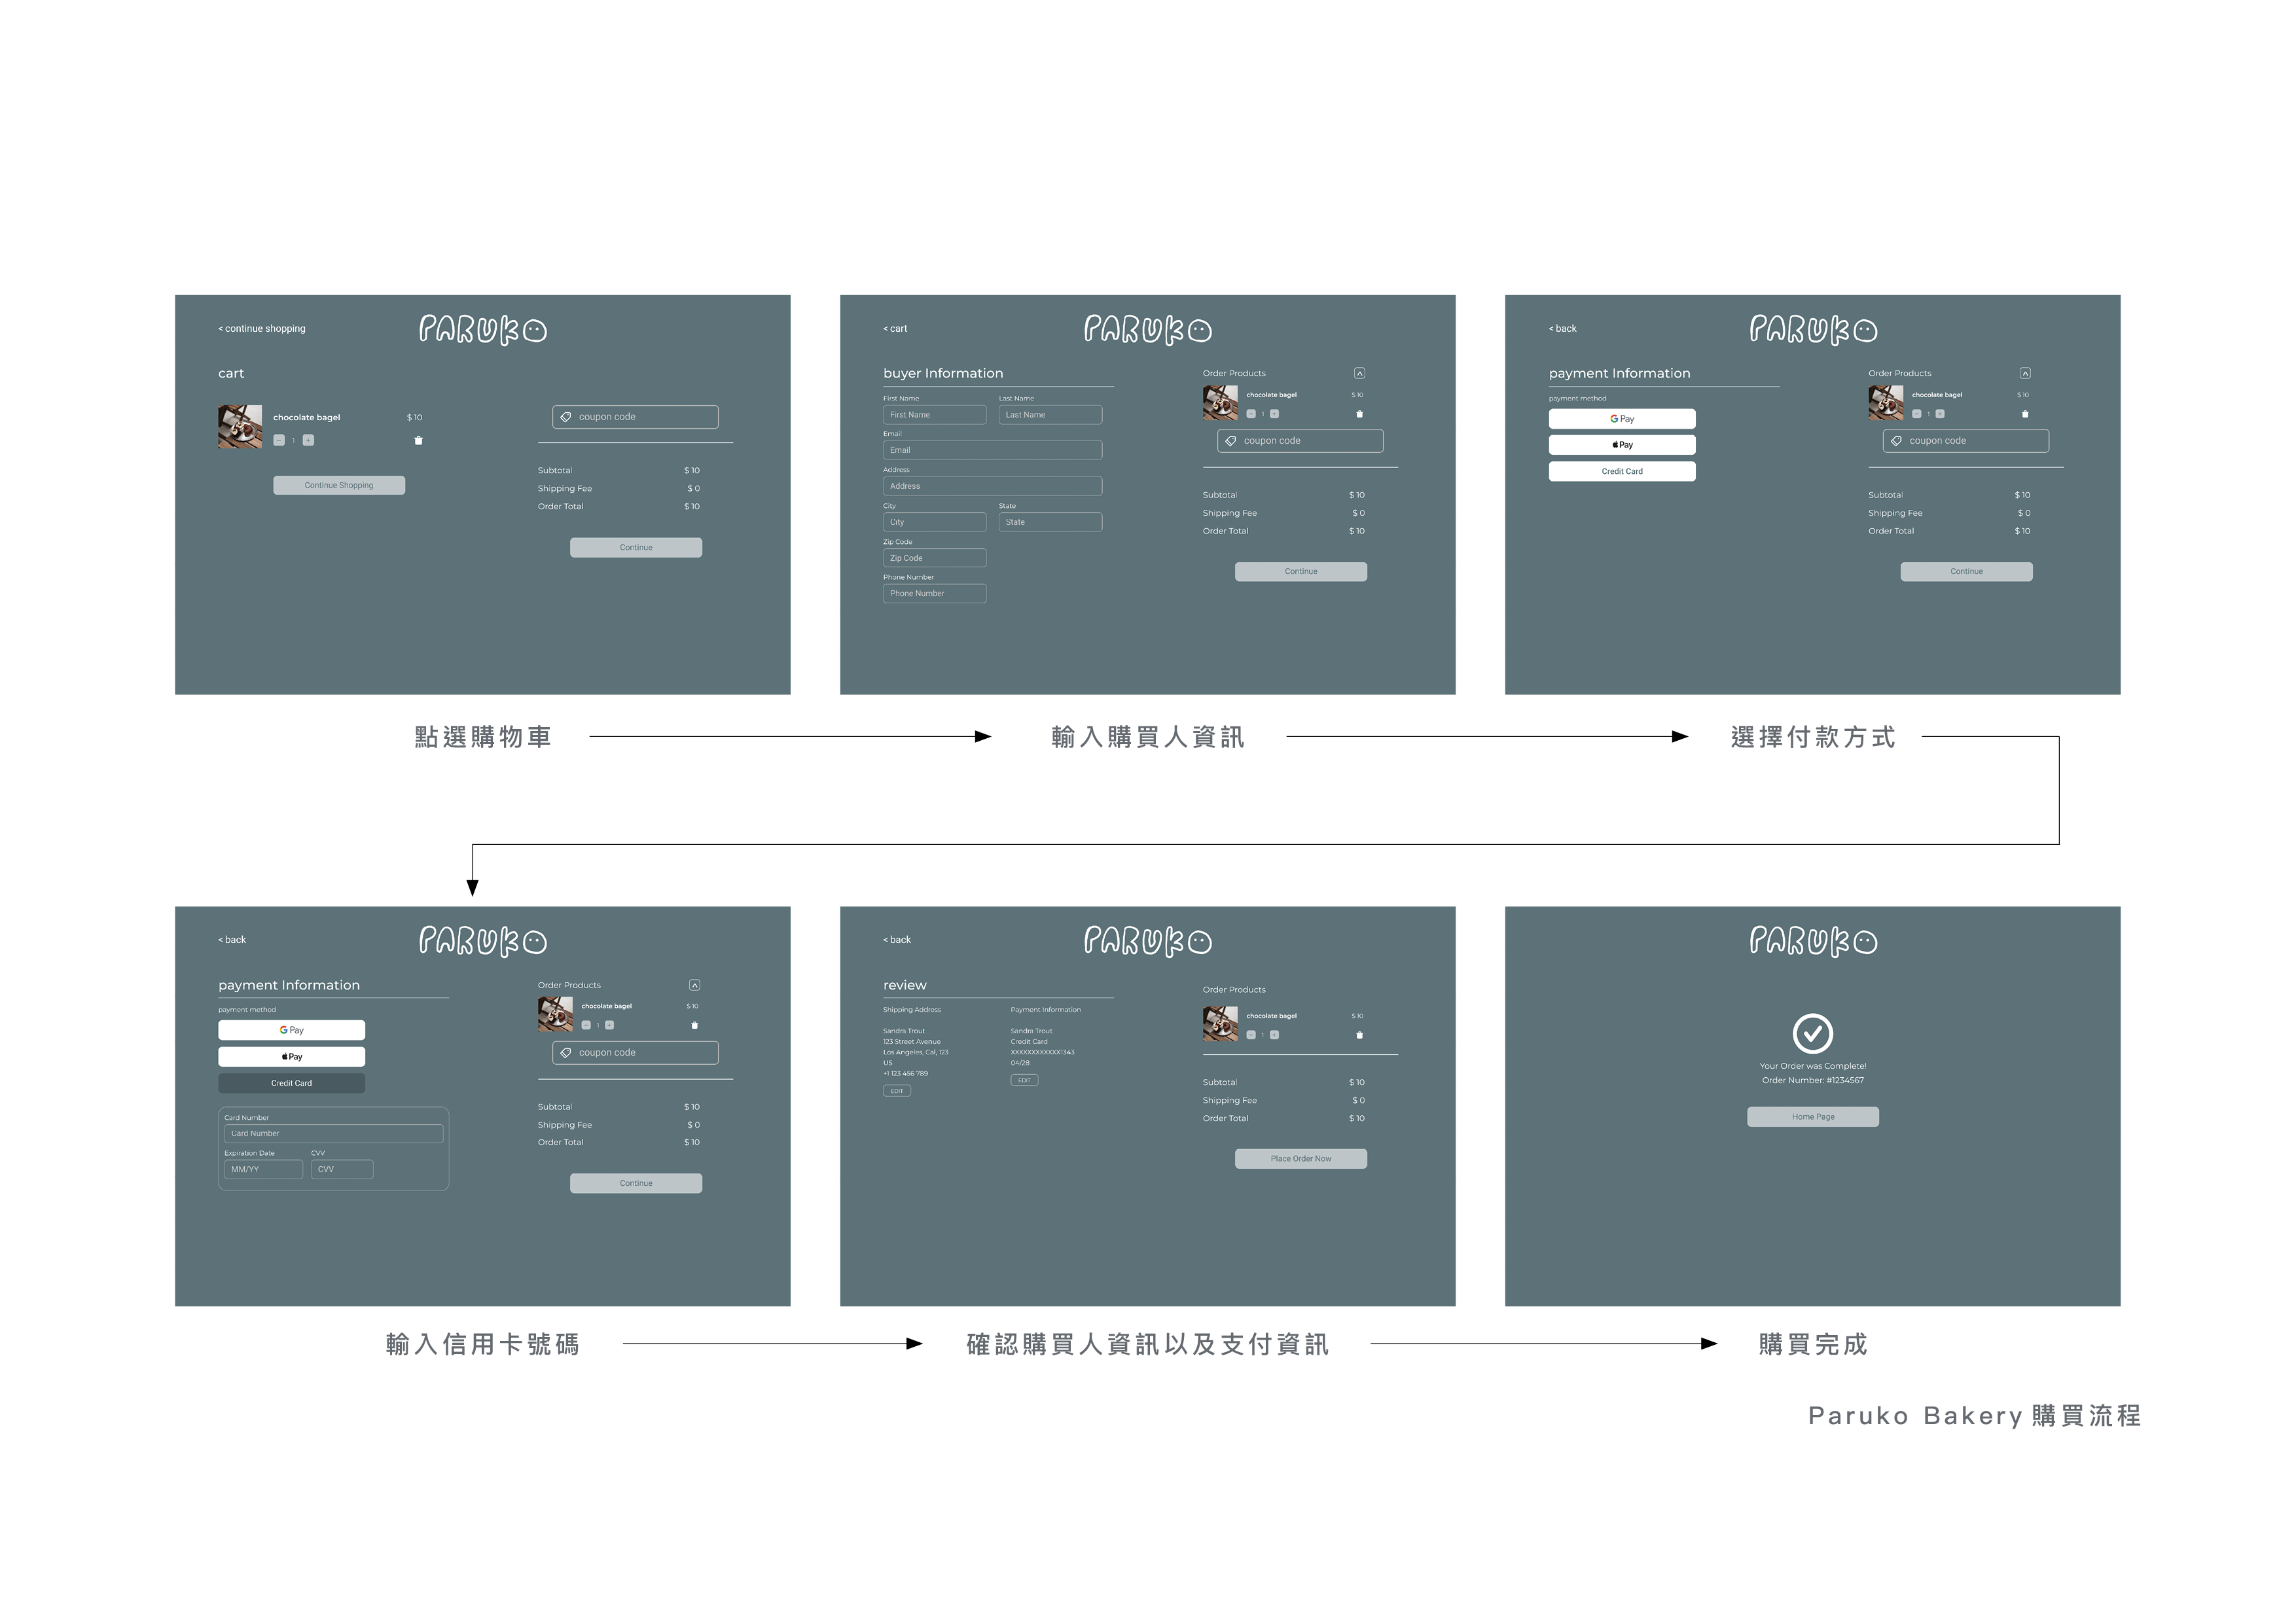 < continue shopping
PARUKO
cart
chocolate bagel $ 10
1
Continue Shopping
coupon code
Subtotal $ 10
Shipping Fee $ 0
Order Total $ 10
Continue
點選購物車
< cart
PARUKO
buyer Information
First Name Last Name
First Name Last Name
Email
Email
Address
Address
City State
City State
Zip Code
Zip Code
Phone Number
Phone Number
Order Products
chocolate bagel $ 10
1
coupon code
Subtotal $ 10
Shipping Fee $ 0
Order Total $ 10
Continue
輸入購買人資訊
< back
PARUKO
payment Information
payment method
G Pay
Pay
Credit Card
Order Products
chocolate bagel $ 10
1
coupon code
Subtotal $ 10
Shipping Fee $ 0
Order Total $ 10
Continue
選擇付款方式
< back
PARUKO
payment Information
payment method
G Pay
Pay
Credit Card
Card Number
Card Number
Expiration Date CVV
MM/YY CVV
Order Products
chocolate bagel $ 10
1
coupon code
Subtotal $ 10
Shipping Fee $ 0
Order Total $ 10
Continue
輸入信用卡號碼
< back
PARUKO
review
Shipping Address
Sandra Trout
123 Street Avenue
Los Angeles, Cal, 123
US
+1 123 456 789
EDIT
Payment Information
Sandra Trout
Credit Card
XXXXXXXXXXXX1343
04/28
EDIT
Order Products
chocolate bagel $ 10
1
Subtotal $ 10
Shipping Fee $ 0
Order Total $ 10
Place Order Now
確認購買人資訊以及支付資訊
PARUKO
Your Order was Complete!
Order Number: #1234567
Home Page
購買完成
Paruko Bakery 購買流程